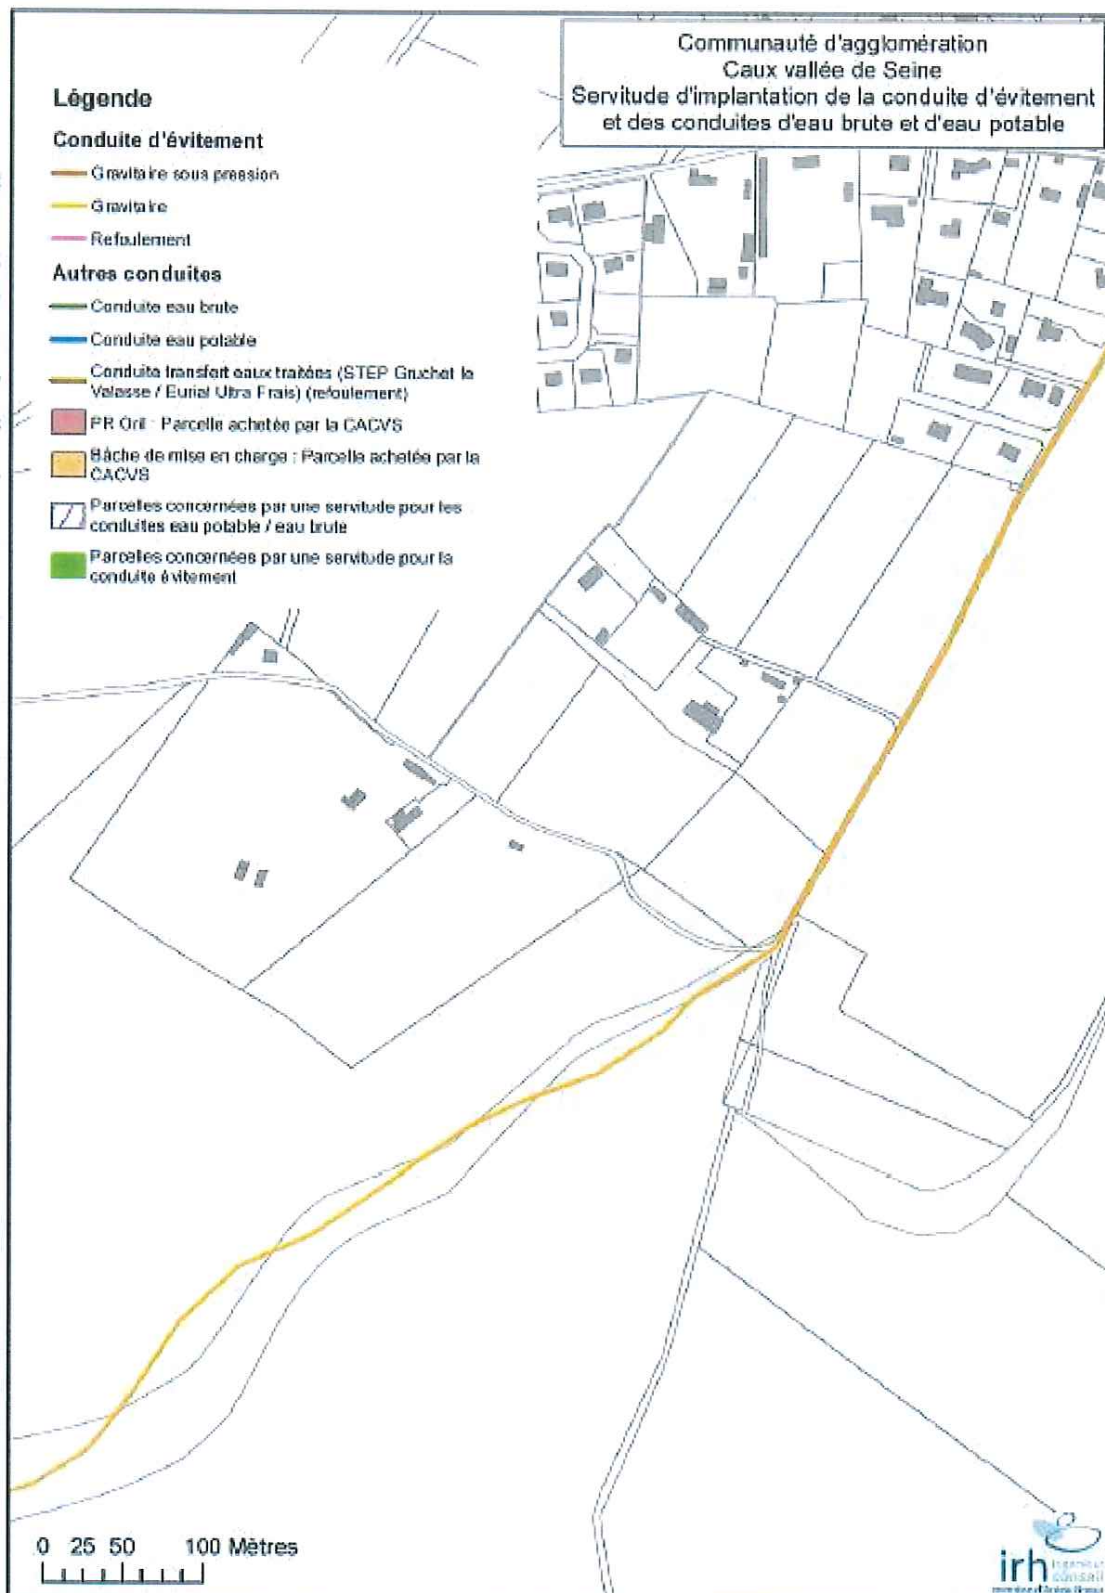 Communauté d'agglomération
Caux vallée de Seine
Servitude d'implantation de la conduite d'évitement
et des conduites d'eau brute et d'eau potable
Légende
Conduite d'évitement
Gravitaire sous pression
Gravitaire
Refoulement
Autres conduites
Conduite eau brute
Conduite eau potable
Conduite transfert eaux traitées (STEP Gruchet le
Valasse / Eurial Ultra Frais) (refoulement)
PR Oril : Parcelle achetée par la CACVS
Bâche de mise en charge : Parcelle achetée par la
CACVS
Parcelles concernées par une servitude pour les
conduites eau potable / eau brute
Parcelles concernées par une servitude pour la
conduite évitement
0 25 50 100 Mètres
irh
conseil